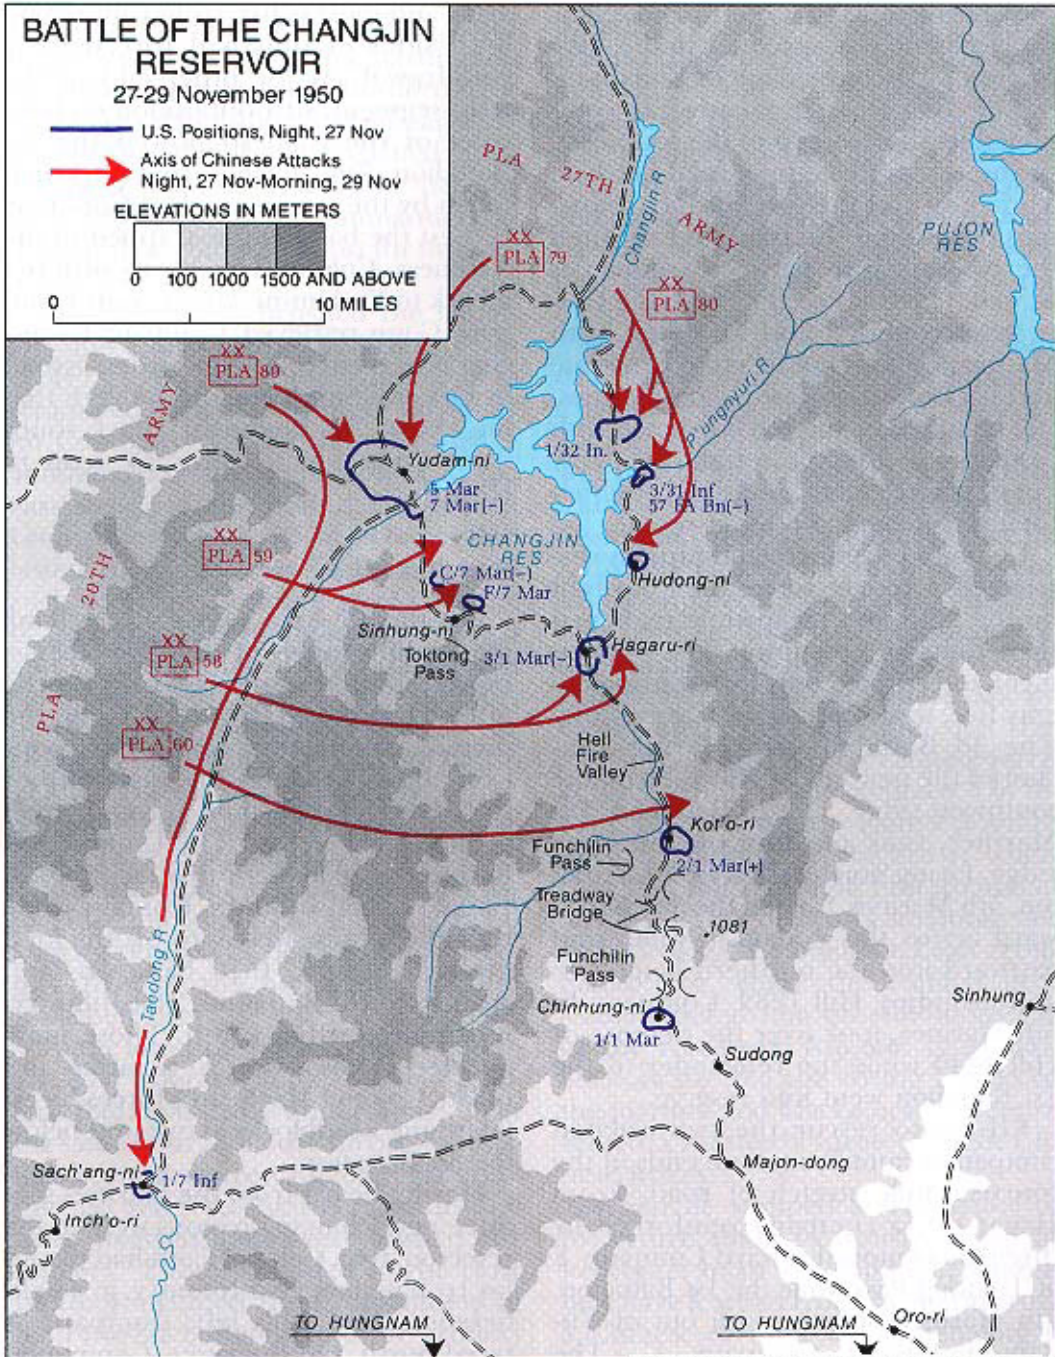 BATTLE OF THE CHANGJIN
RESERVOIR
27-29 November 1950
U.S. Positions, Night, 27 Nov
Axis of Chinese Attacks
Night, 27 Nov-Morning, 29 Nov
ELEVATIONS IN METERS
0 100 1000 1500 AND ABOVE
0 10 MILES
PLA 27TH ARMY
Changjin R
PUJON
RES
XX
PLA 79
XX
PLA 80
XX
PLA 89
PLA 20TH ARMY
P'ungnyuri R
1/32 In.
Yudam-ni
5 Mar
7 Mar(-)
3/31 Inf
57 FA Bn(-)
CHANGJIN
RES
XX
PLA 59
C/7 Mar(-)
F/7 Mar
Hudong-ni
Sinhung-ni
Toktong
Pass
3/1 Mar(-)
Hagaru-ri
XX
PLA 58
XX
PLA 60
Hell
Fire
Valley
Kot'o-ri
2/1 Mar(+)
Funchilin
Pass
Treadway
Bridge
1081
Funchilin
Pass
Taedong R
Chinhung-ni
1/1 Mar
Sinhung
Sudong
Majon-dong
Sach'ang-ni
1/7 Inf
Inch'o-ri
Oro-ri
TO HUNGNAM
TO HUNGNAM